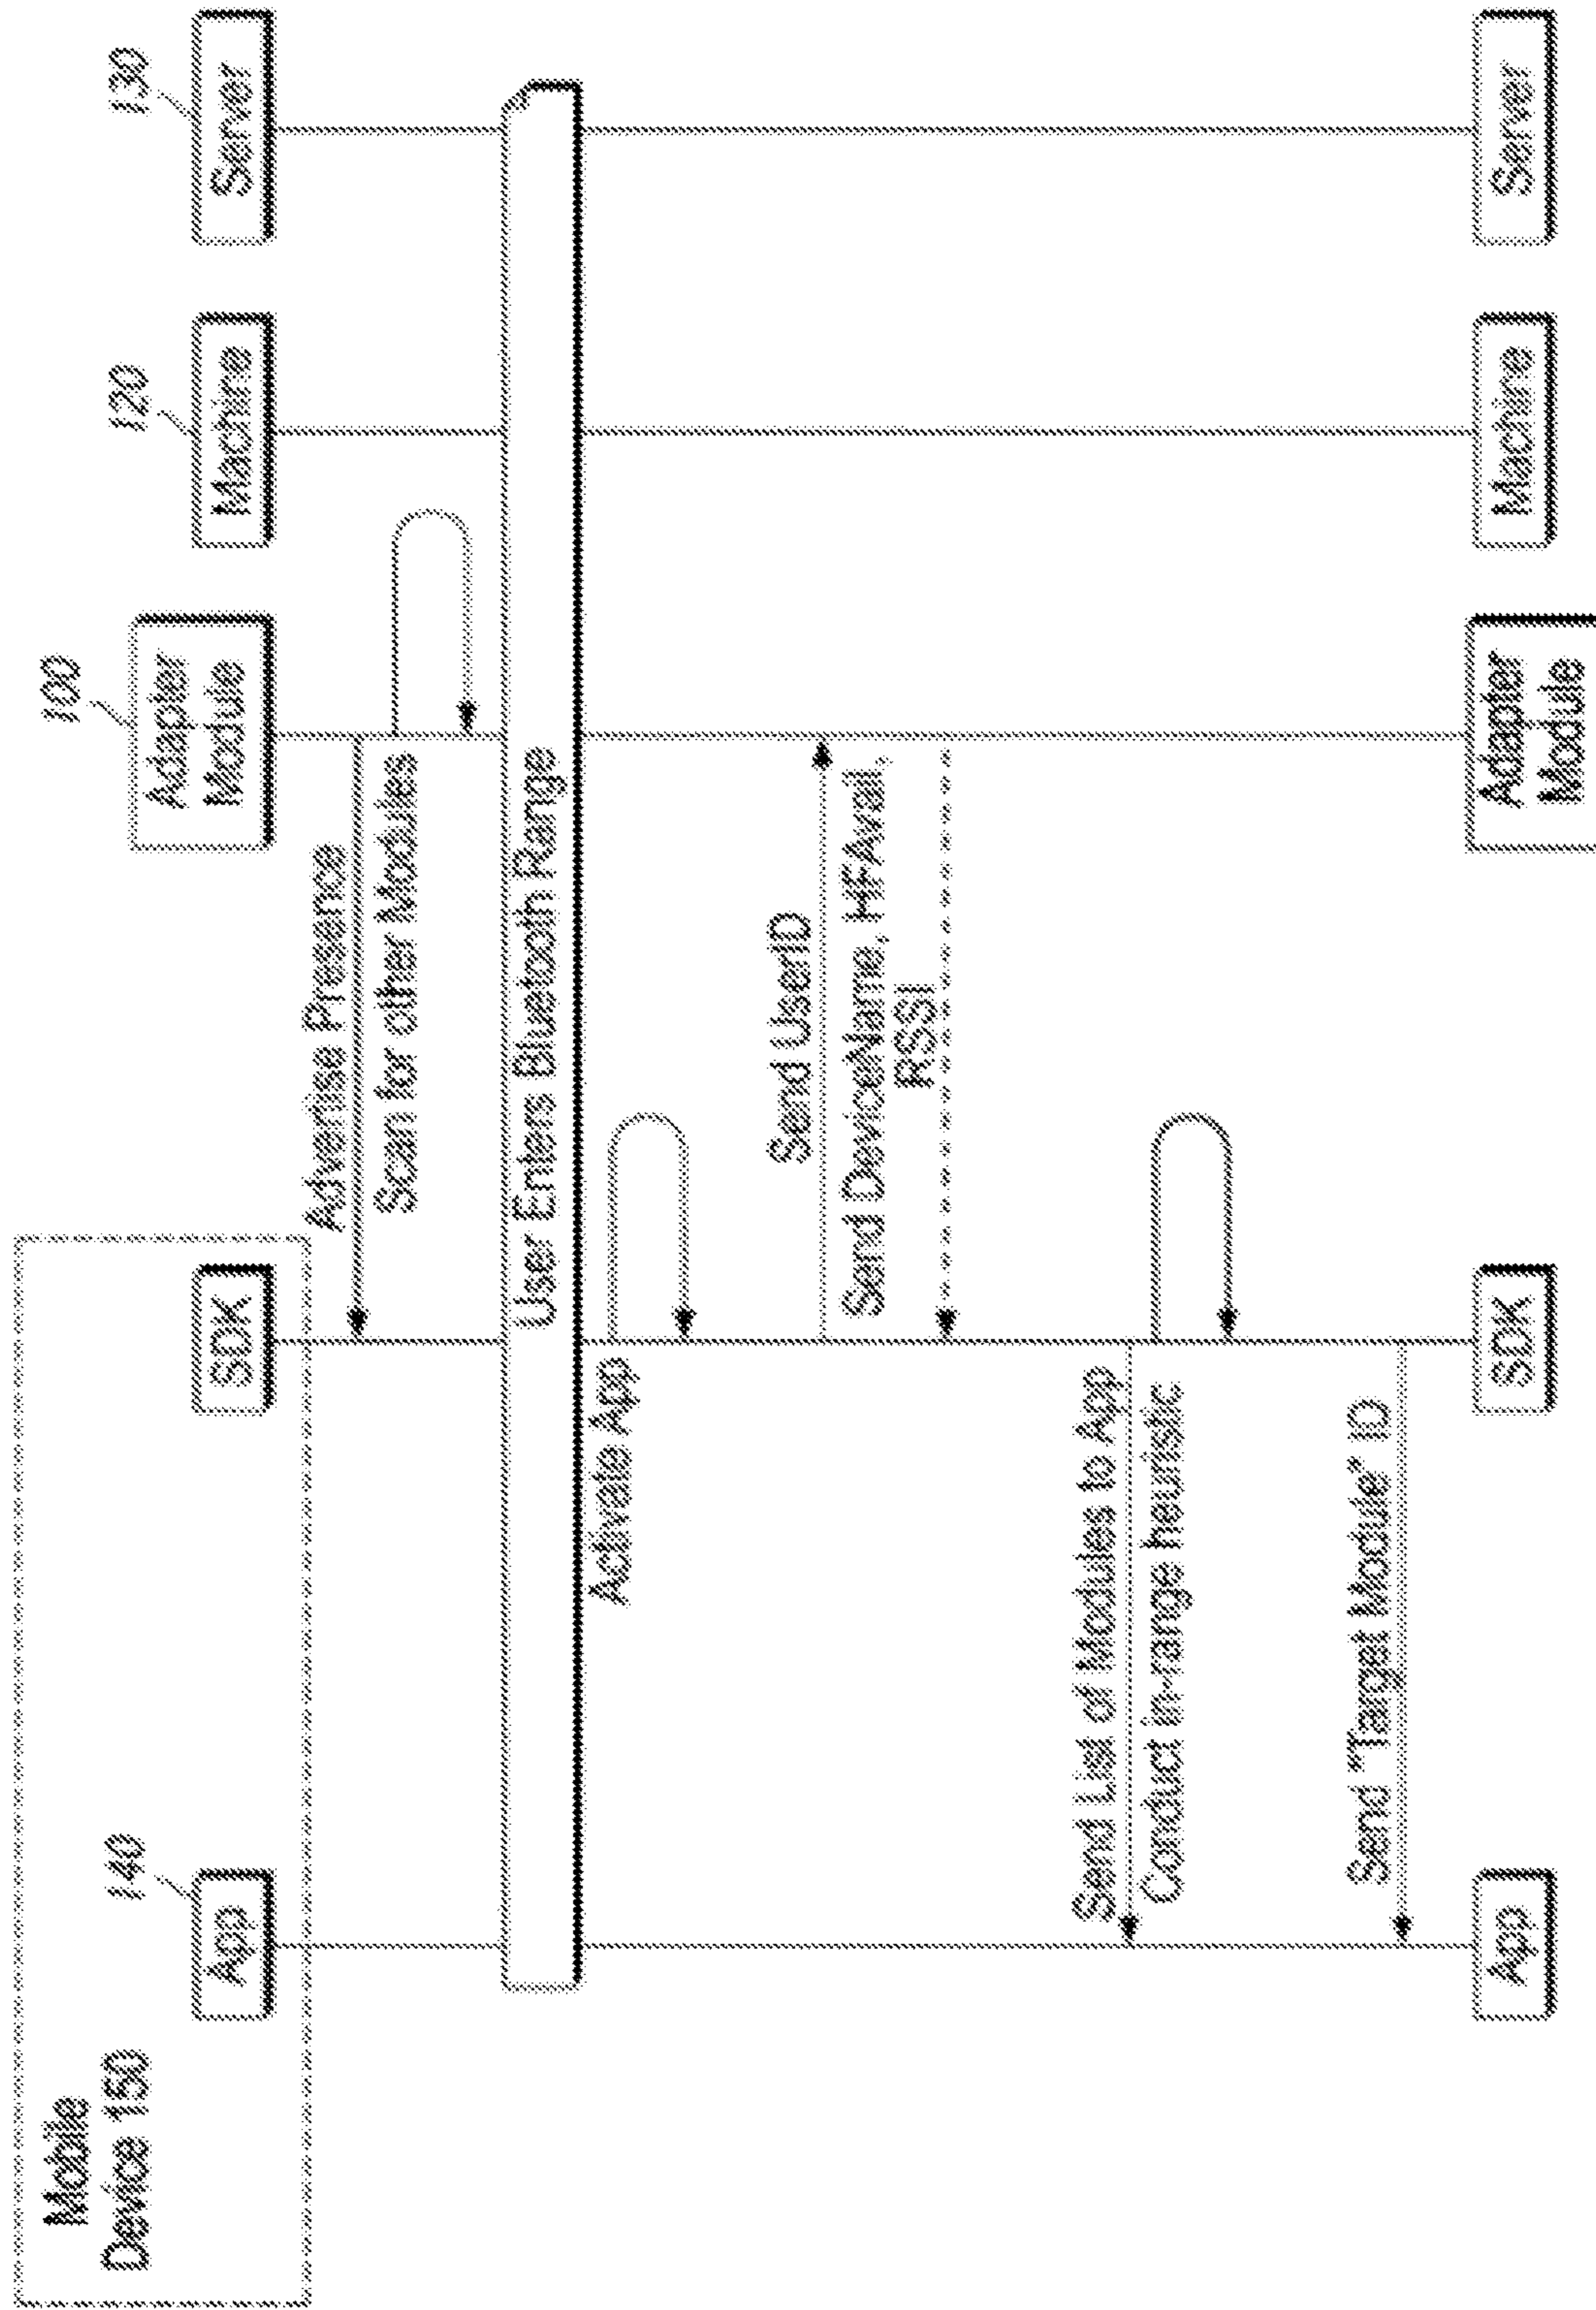 Mobile
Device 150
140
App
SDK
100
Adapter
Module
120
Machine
130
Server
Advertise Presence
Scan for other Modules
User Enters Bluetooth Range
Activate App
Send UserID
Send DeviceName, HFAvail,
RSSI
Send List of Modules to App
Conduct in-range heuristic
Send "Target Module" ID
App
SDK
Adapter
Module
Machine
Server